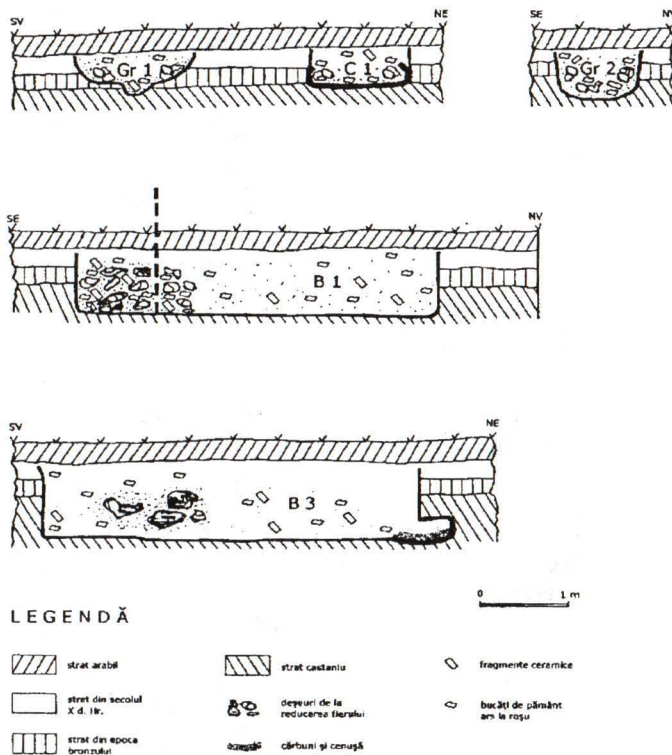 SV NE SE NV
Gr 1 C 1 Gr 2
SE NV
B 1
SV NE
B 3
0 1 m
LEGENDĂ
strat arabil
strat castaniu
fragmente ceramice
strat din secolul
X d. Hr.
deșeuri de la
reducerea fierului
bucăți de pământ
ars la roșu
strat din epoca
bronzului
cărbuni și cenușă